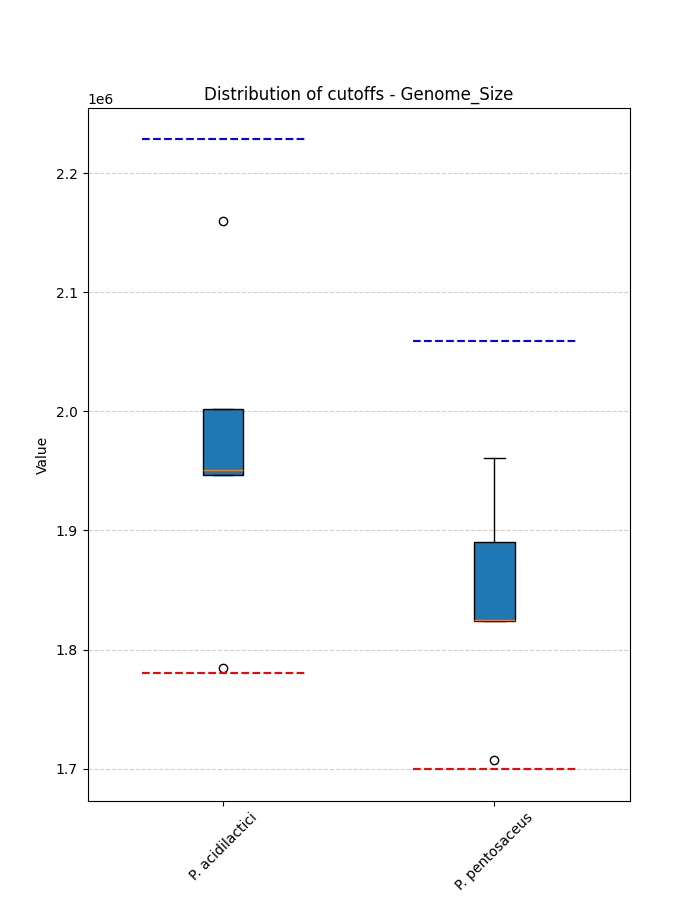 Distribution of cutoffs - Genome_Size
1e6
2.2
2.1
2.0
1.9
1.8
1.7
Value
P. acidilactici
P. pentosaceus